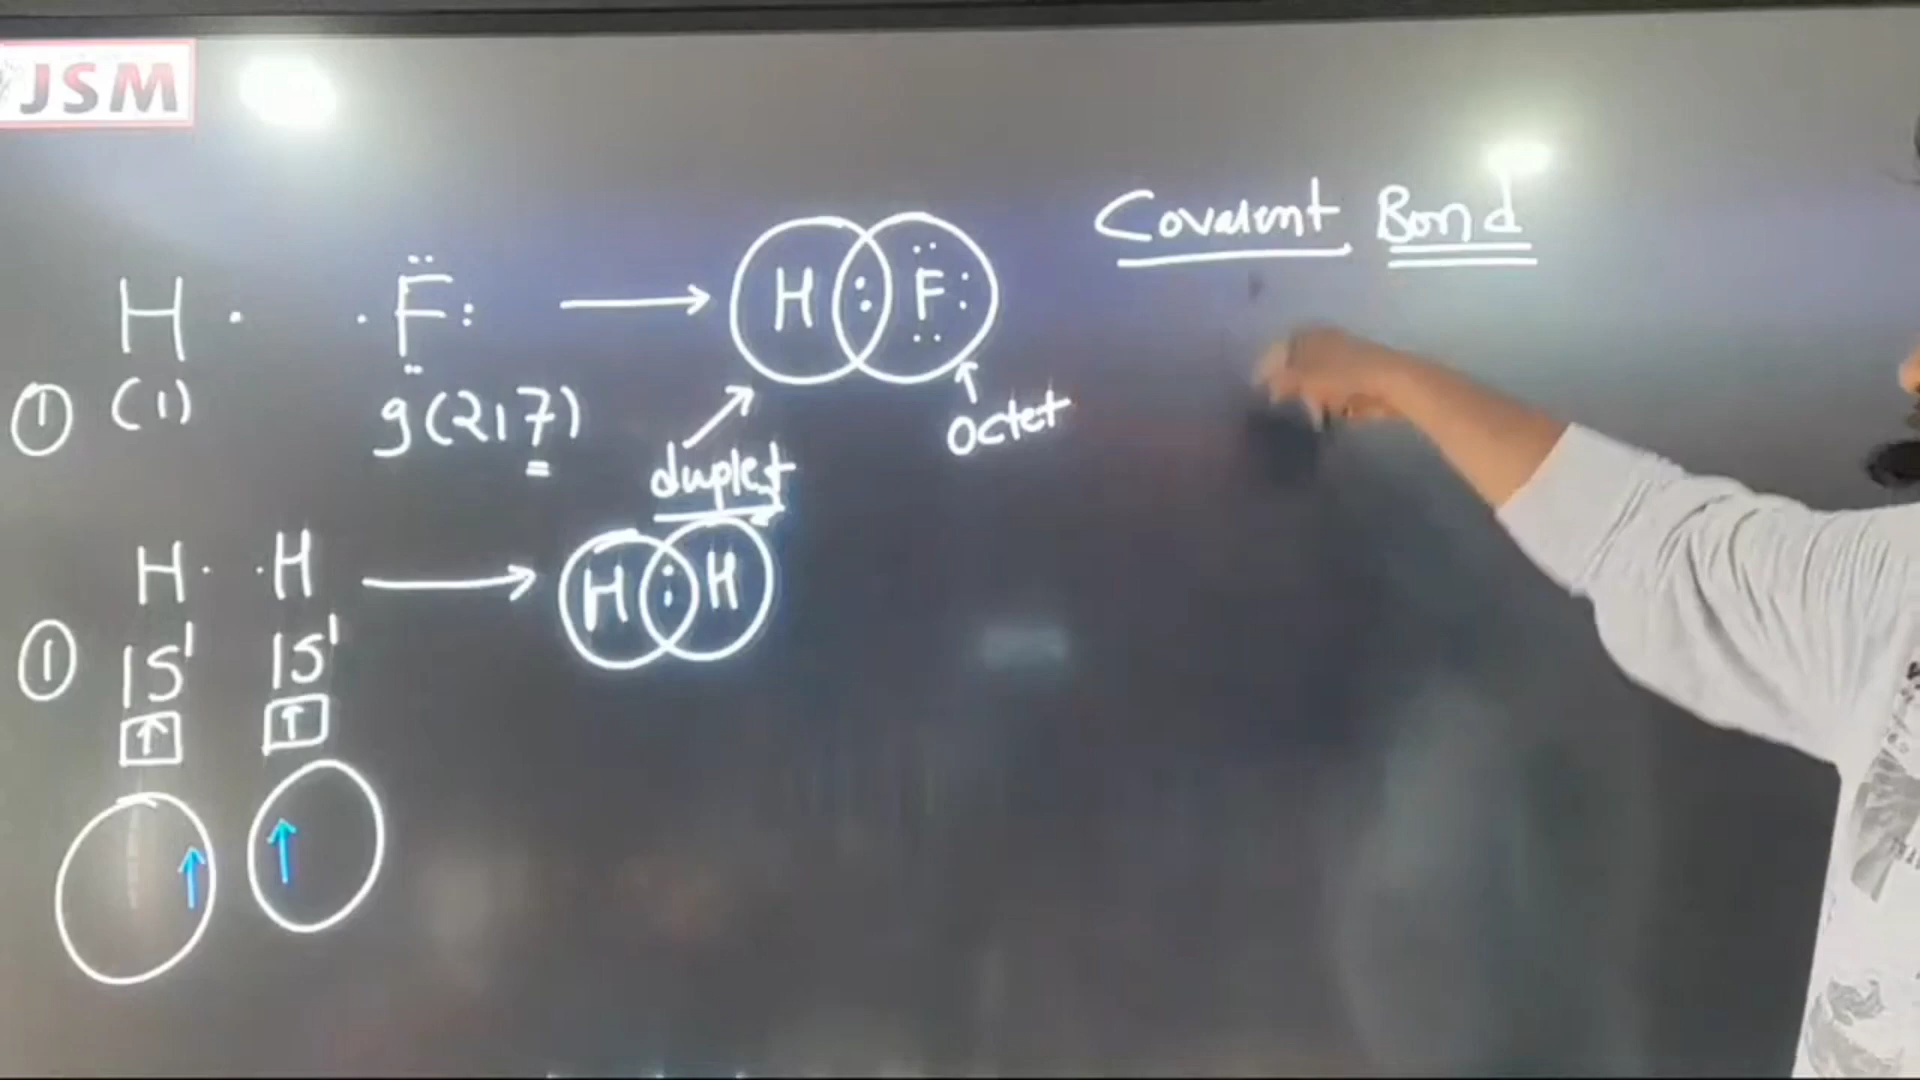 JSM
Covalent Bond
H · · F : → H : F :
① (1) 9 (2,7)
octet
duplet
H · · H → H : H
① 1S¹ 1S¹
↑ ↑
↑ ↑